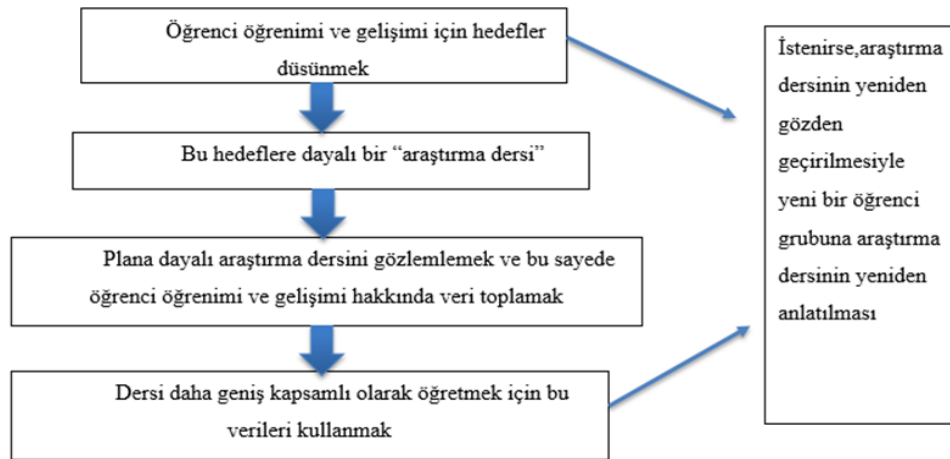 Öğrenci öğrenimi ve gelişimi için hedefler
düsünmek
Bu hedeflere dayalı bir “araştırma dersi”
Plana dayalı araştırma dersini gözlemlemek ve bu sayede
öğrenci öğrenimi ve gelişimi hakkında veri toplamak
Dersi daha geniş kapsamlı olarak öğretmek için bu
verileri kullanmak
İstenirse,araştırma
dersinin yeniden
gözden
geçirilmesiyle
yeni bir öğrenci
grubuna araştırma
dersinin yeniden
anlatılması